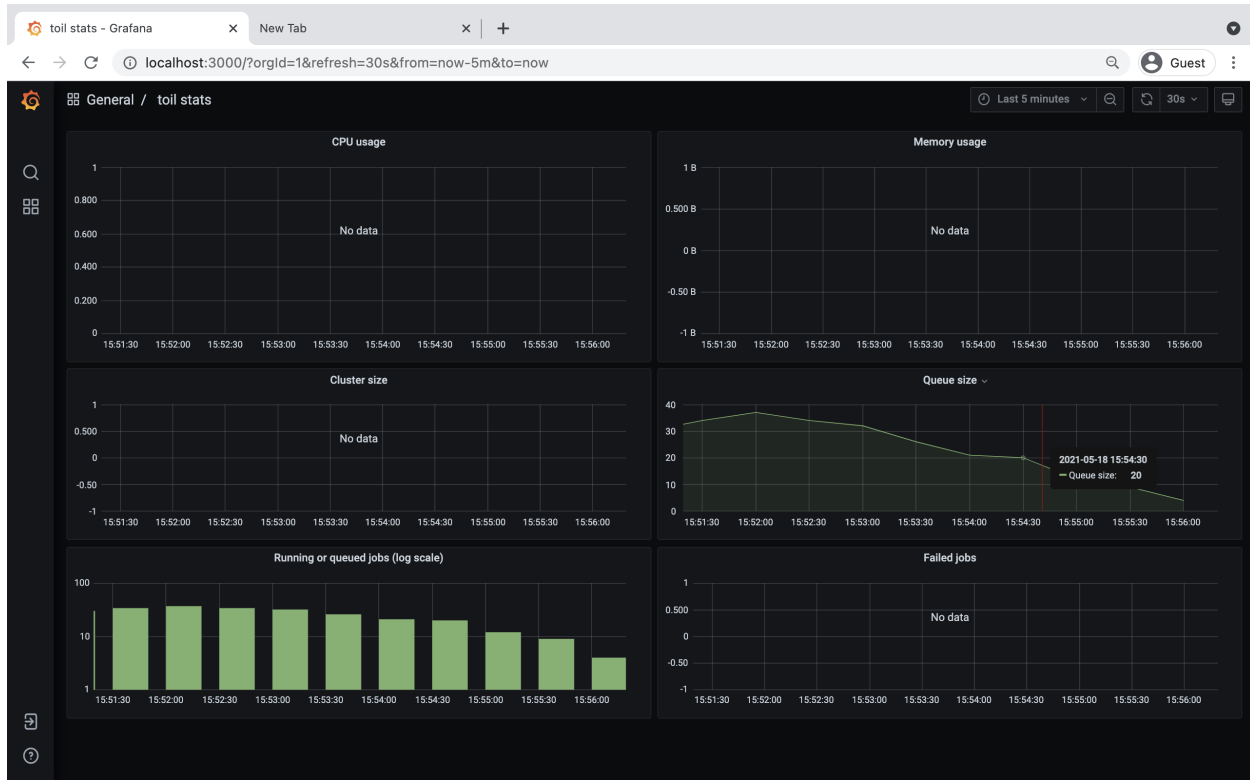 toil stats - Grafana
New Tab
localhost:3000/?orgId=1&refresh=30s&from=now-5m&to=now
Guest
General / toil stats
Last 5 minutes
30s
CPU usage
1
0.800
0.600
0.400
0.200
0
No data
15:51:30 15:52:00 15:52:30 15:53:00 15:53:30 15:54:00 15:54:30 15:55:00 15:55:30 15:56:00
Memory usage
1 B
0.500 B
0 B
-0.50 B
-1 B
No data
15:51:30 15:52:00 15:52:30 15:53:00 15:53:30 15:54:00 15:54:30 15:55:00 15:55:30 15:56:00
Cluster size
1
0.500
0
-0.50
-1
No data
15:51:30 15:52:00 15:52:30 15:53:00 15:53:30 15:54:00 15:54:30 15:55:00 15:55:30 15:56:00
Queue size
40
30
20
10
0
2021-05-18 15:54:30
Queue size: 20
15:51:30 15:52:00 15:52:30 15:53:00 15:53:30 15:54:00 15:54:30 15:55:00 15:55:30 15:56:00
Running or queued jobs (log scale)
100
10
1
15:51:30 15:52:00 15:52:30 15:53:00 15:53:30 15:54:00 15:54:30 15:55:00 15:55:30 15:56:00
Failed jobs
1
0.500
0
-0.50
-1
No data
15:51:30 15:52:00 15:52:30 15:53:00 15:53:30 15:54:00 15:54:30 15:55:00 15:55:30 15:56:00